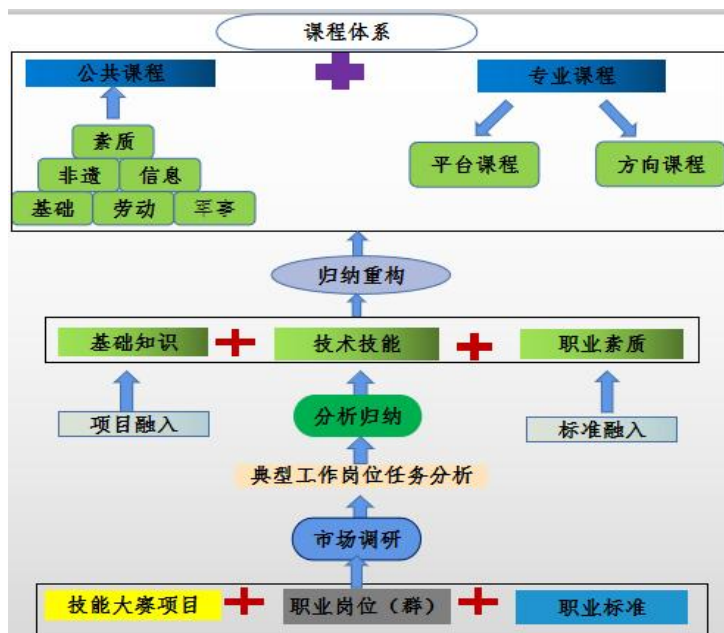 课程体系
公共课程
专业课程
素质
非遗
信息
基础
劳动
军事
平台课程
方向课程
归纳重构
基础知识
技术技能
职业素质
项目融入
分析归纳
标准融入
典型工作岗位任务分析
市场调研
技能大赛项目
职业岗位（群）
职业标准